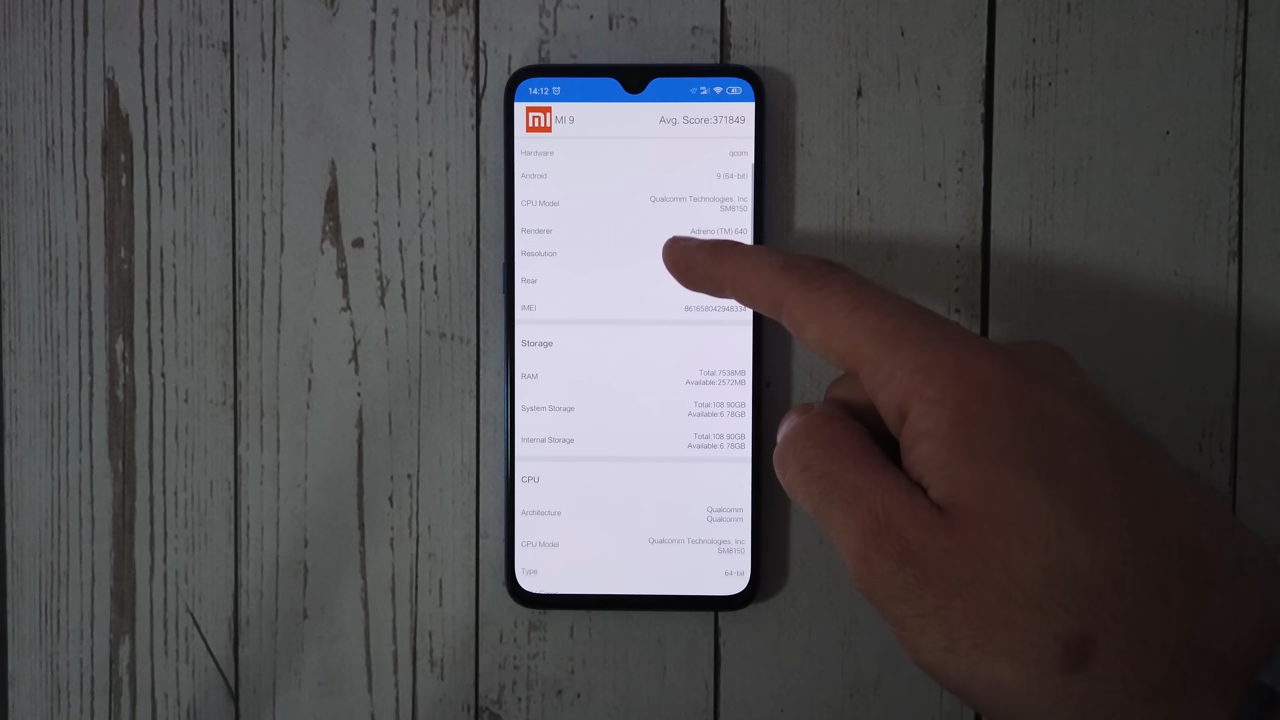 14:12 41
MI MI 9 Avg. Score:371849
Hardware qcom
Android 9 (64-bit)
CPU Model Qualcomm Technologies, Inc
SM8150
Renderer Adreno (TM) 640
Resolution
Rear
IMEI 861658042948334
Storage
RAM Total:7538MB
Available:2572MB
System Storage Total:108.90GB
Available:6.78GB
Internal Storage Total:108.90GB
Available:6.78GB
CPU
Architecture Qualcomm
Qualcomm
CPU Model Qualcomm Technologies, Inc
SM8150
Type 64-bit